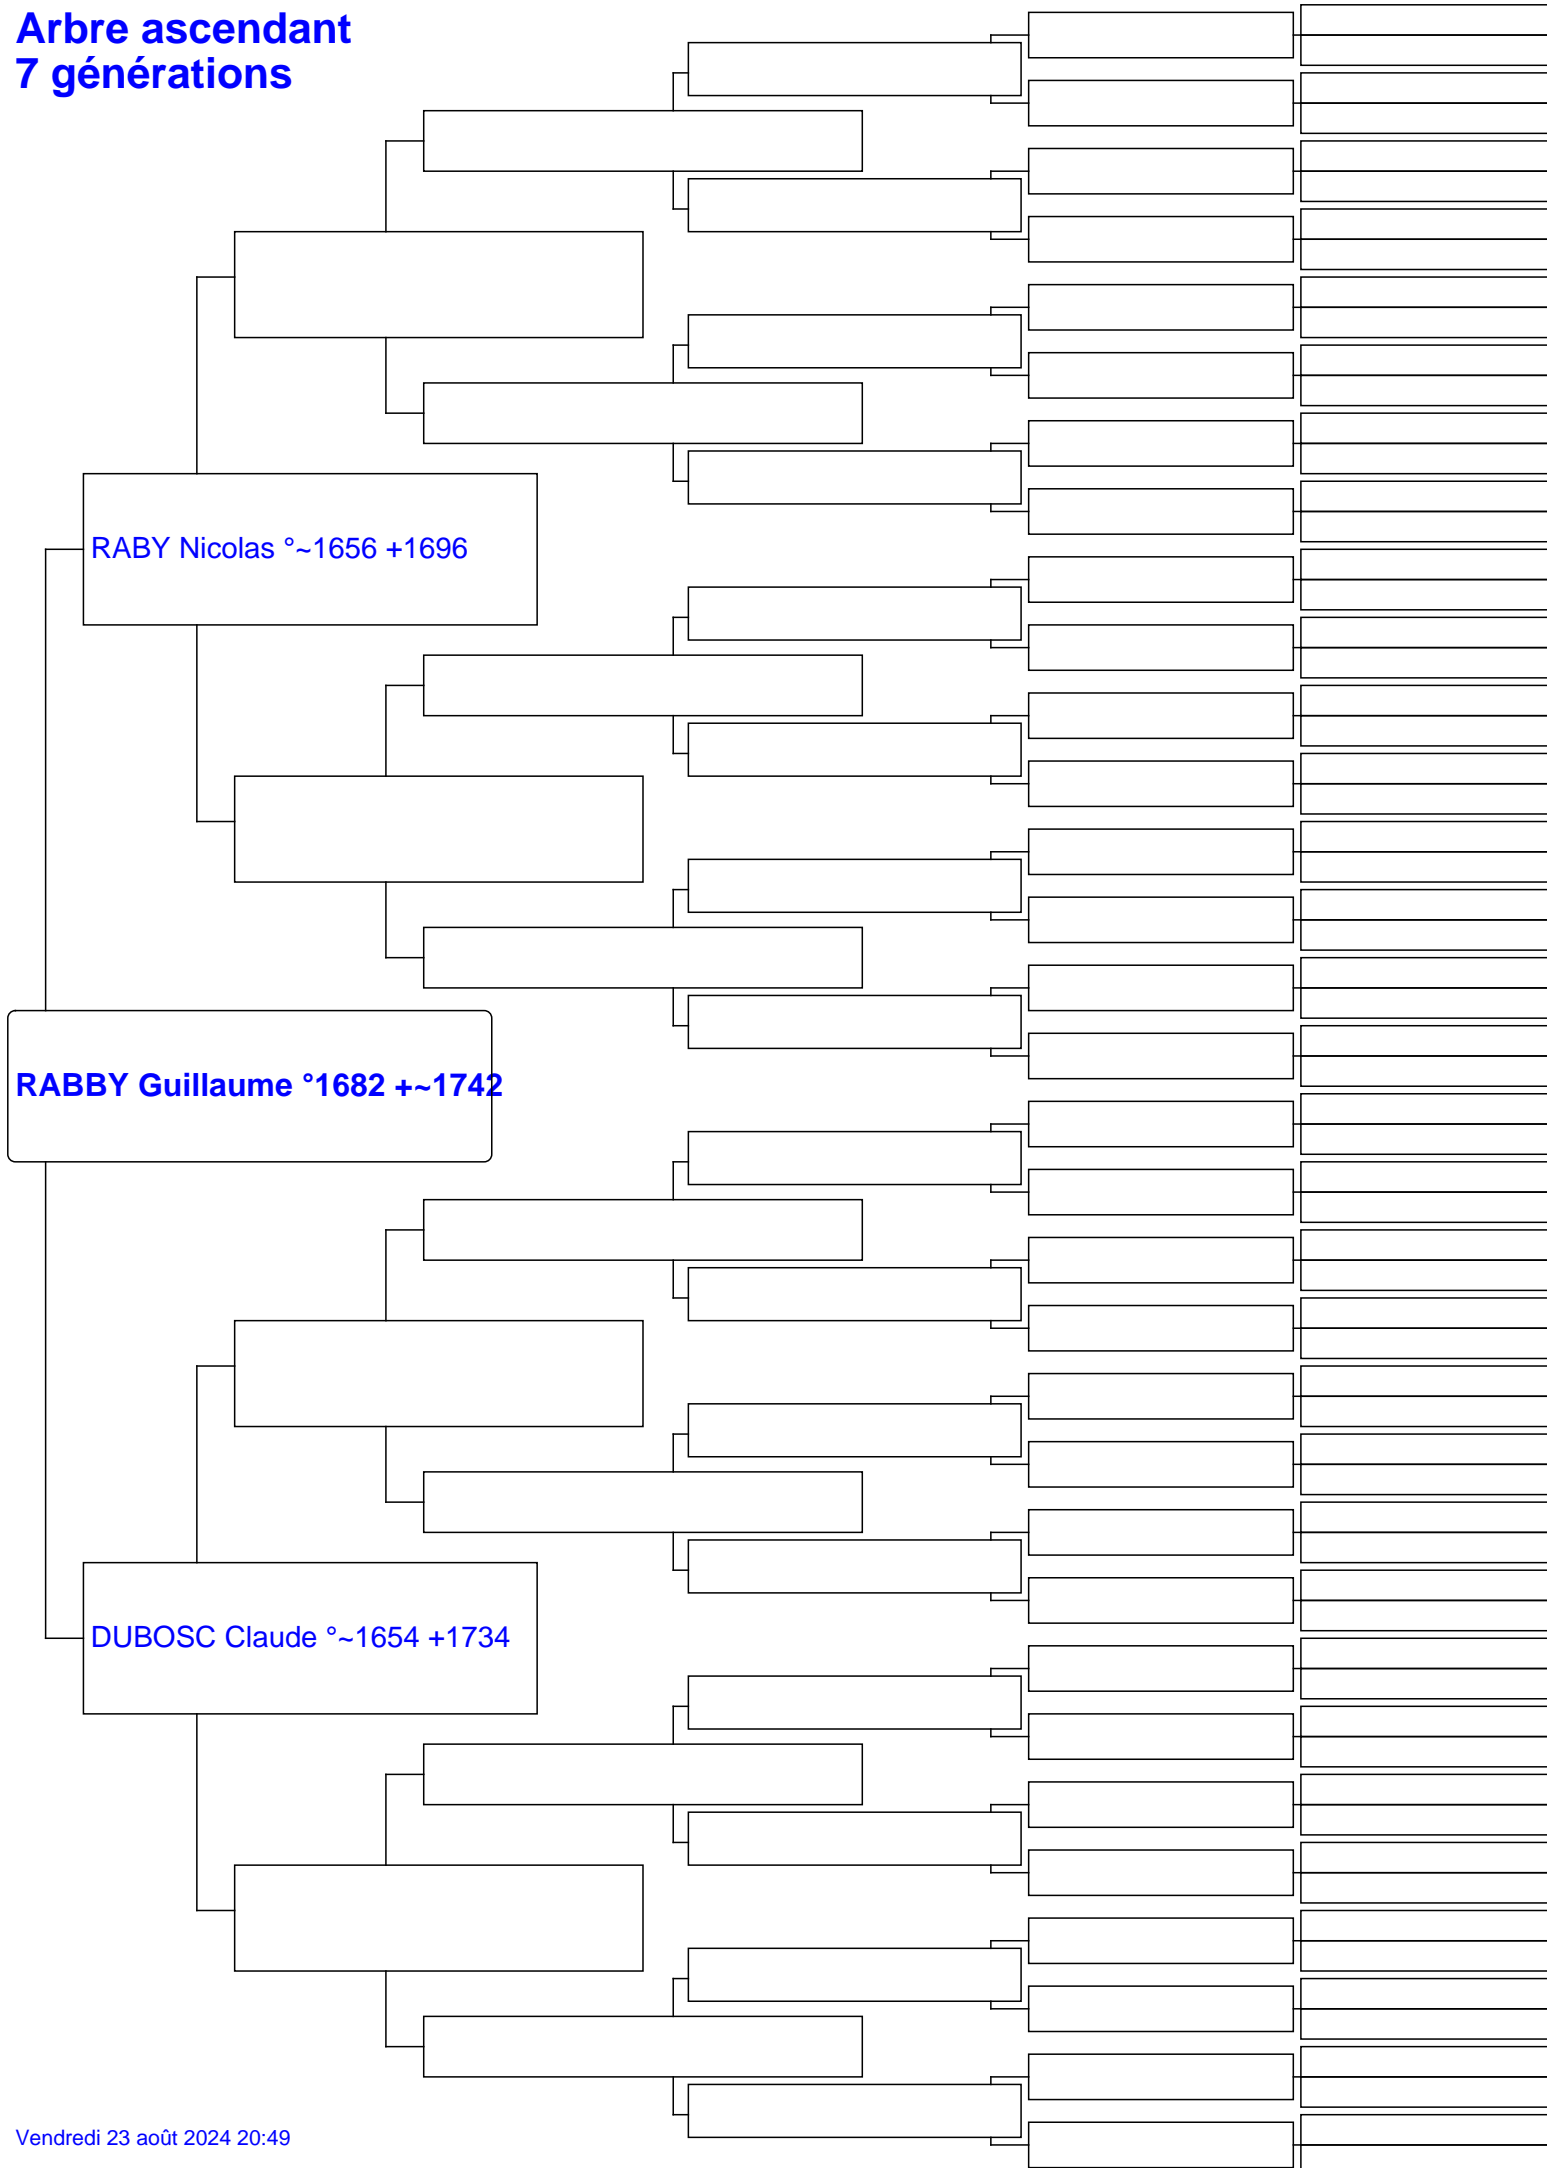 Arbre ascendant
7 générations
RABY Nicolas °~1656 +1696
RABBY Guillaume °1682 +~1742
DUBOSC Claude °~1654 +1734
Vendredi 23 août 2024 20:49